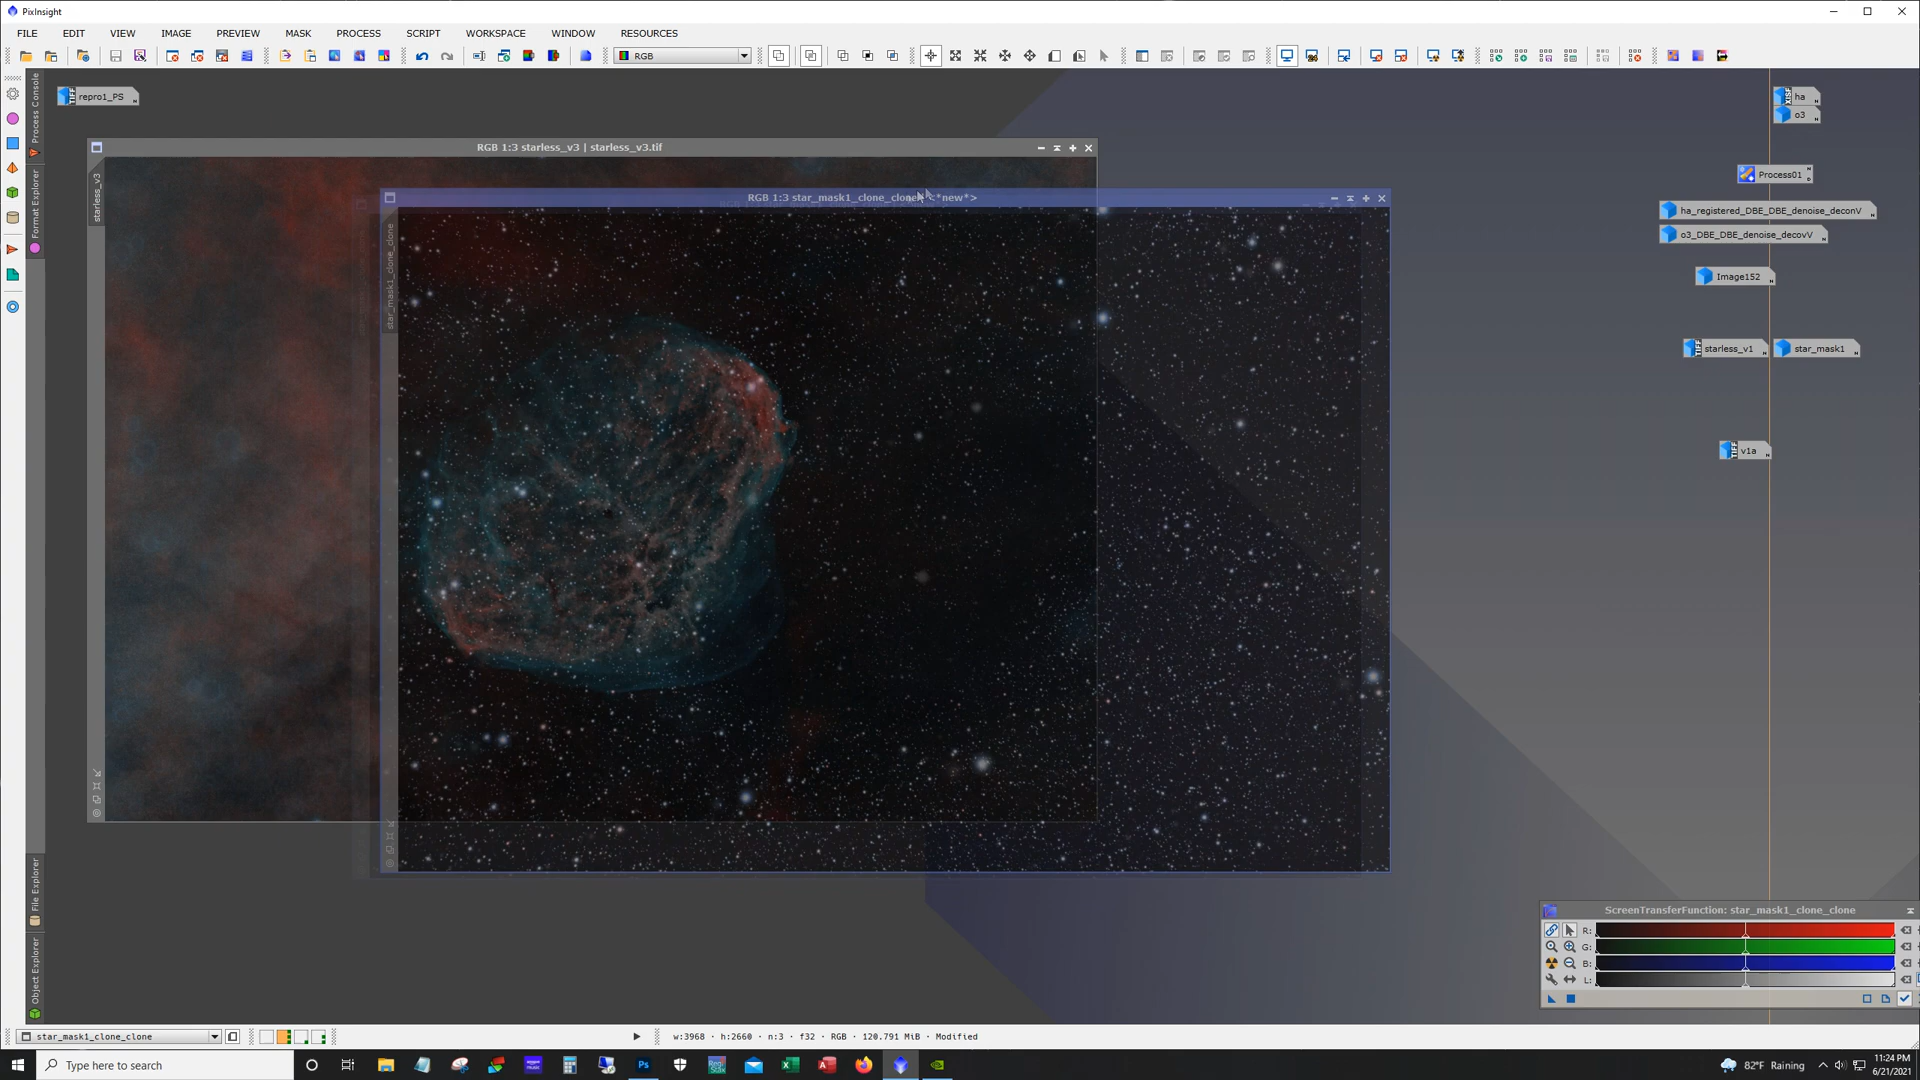 PixInsight
FILE EDIT VIEW IMAGE PREVIEW MASK PROCESS SCRIPT WORKSPACE WINDOW RESOURCES
RGB
Process Console
Format Explorer
File Explorer
Object Explorer
repro1_PS
RGB 1:3 starless_v3 | starless_v3.tif
starless_v3
RGB 1:3 star_mask1_clone_clone <*new*>
star_mask1_clone_clone
ha
o3
Process01
ha_registered_DBE_DBE_denoise_deconV
o3_DBE_DBE_denoise_decovV
Image152
starless_v1
star_mask1
v1a
ScreenTransferFunction: star_mask1_clone_clone
R:
G:
B:
L:
star_mask1_clone_clone
w:3968 · h:2660 · n:3 · f32 · RGB · 120.791 MiB · Modified
Type here to search
82°F Raining
11:24 PM
6/21/2021